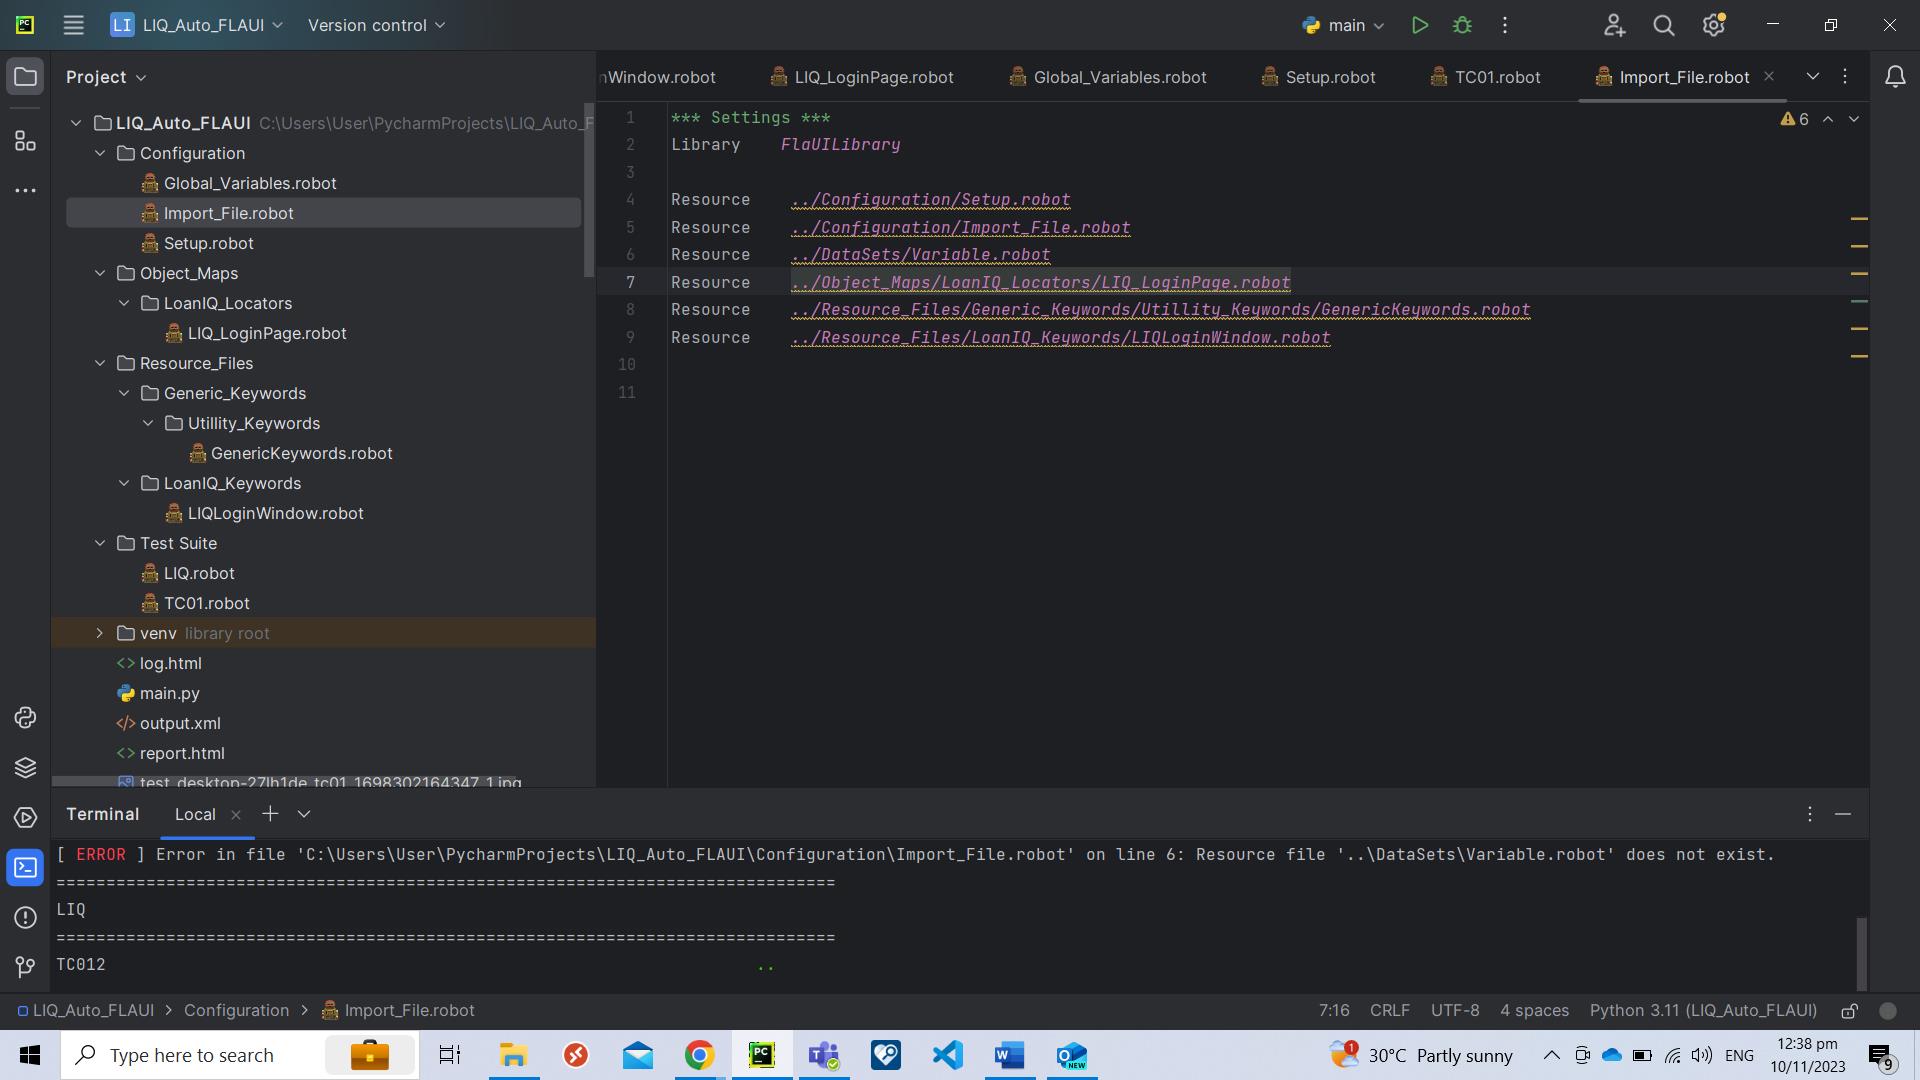 LI LIQ_Auto_FLAUI Version control main
Project
LIQ_Auto_FLAUI C:\Users\User\PycharmProjects\LIQ_Auto_F
Configuration
Global_Variables.robot
Import_File.robot
Setup.robot
Object_Maps
LoanIQ_Locators
LIQ_LoginPage.robot
Resource_Files
Generic_Keywords
Utillity_Keywords
GenericKeywords.robot
LoanIQ_Keywords
LIQLoginWindow.robot
Test Suite
LIQ.robot
TC01.robot
venv library root
log.html
main.py
output.xml
report.html
test_desktop-27lh1de_tc01_1698302164347_1.jpg
nWindow.robot LIQ_LoginPage.robot Global_Variables.robot Setup.robot TC01.robot Import_File.robot
6
1 *** Settings ***
2 Library FlaUILibrary
3
4 Resource ../Configuration/Setup.robot
5 Resource ../Configuration/Import_File.robot
6 Resource ../DataSets/Variable.robot
7 Resource ../Object_Maps/LoanIQ_Locators/LIQ_LoginPage.robot
8 Resource ../Resource_Files/Generic_Keywords/Utillity_Keywords/GenericKeywords.robot
9 Resource ../Resource_Files/LoanIQ_Keywords/LIQLoginWindow.robot
10
11
Terminal Local
[ ERROR ] Error in file 'C:\Users\User\PycharmProjects\LIQ_Auto_FLAUI\Configuration\Import_File.robot' on line 6: Resource file '..\DataSets\Variable.robot' does not exist.
==============================================================================
LIQ
==============================================================================
TC012 ..
LIQ_Auto_FLAUI > Configuration > Import_File.robot 7:16 CRLF UTF-8 4 spaces Python 3.11 (LIQ_Auto_FLAUI)
Type here to search
PC
NEW
1
30°C Partly sunny
ENG
12:38 pm
10/11/2023
9